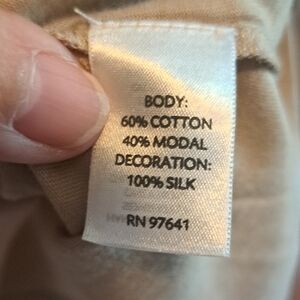 BODY:
60% COTTON
40% MODAL
DECORATION:
100% SILK
RN 97641